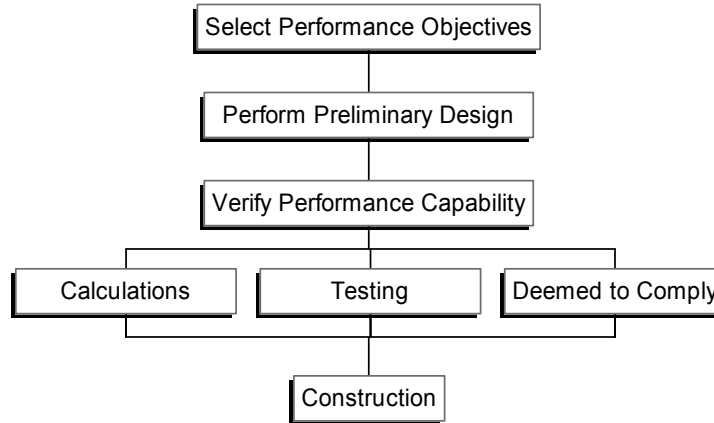 Select Performance Objectives
Perform Preliminary Design
Verify Performance Capability
Calculations
Testing
Deemed to Comply
Construction